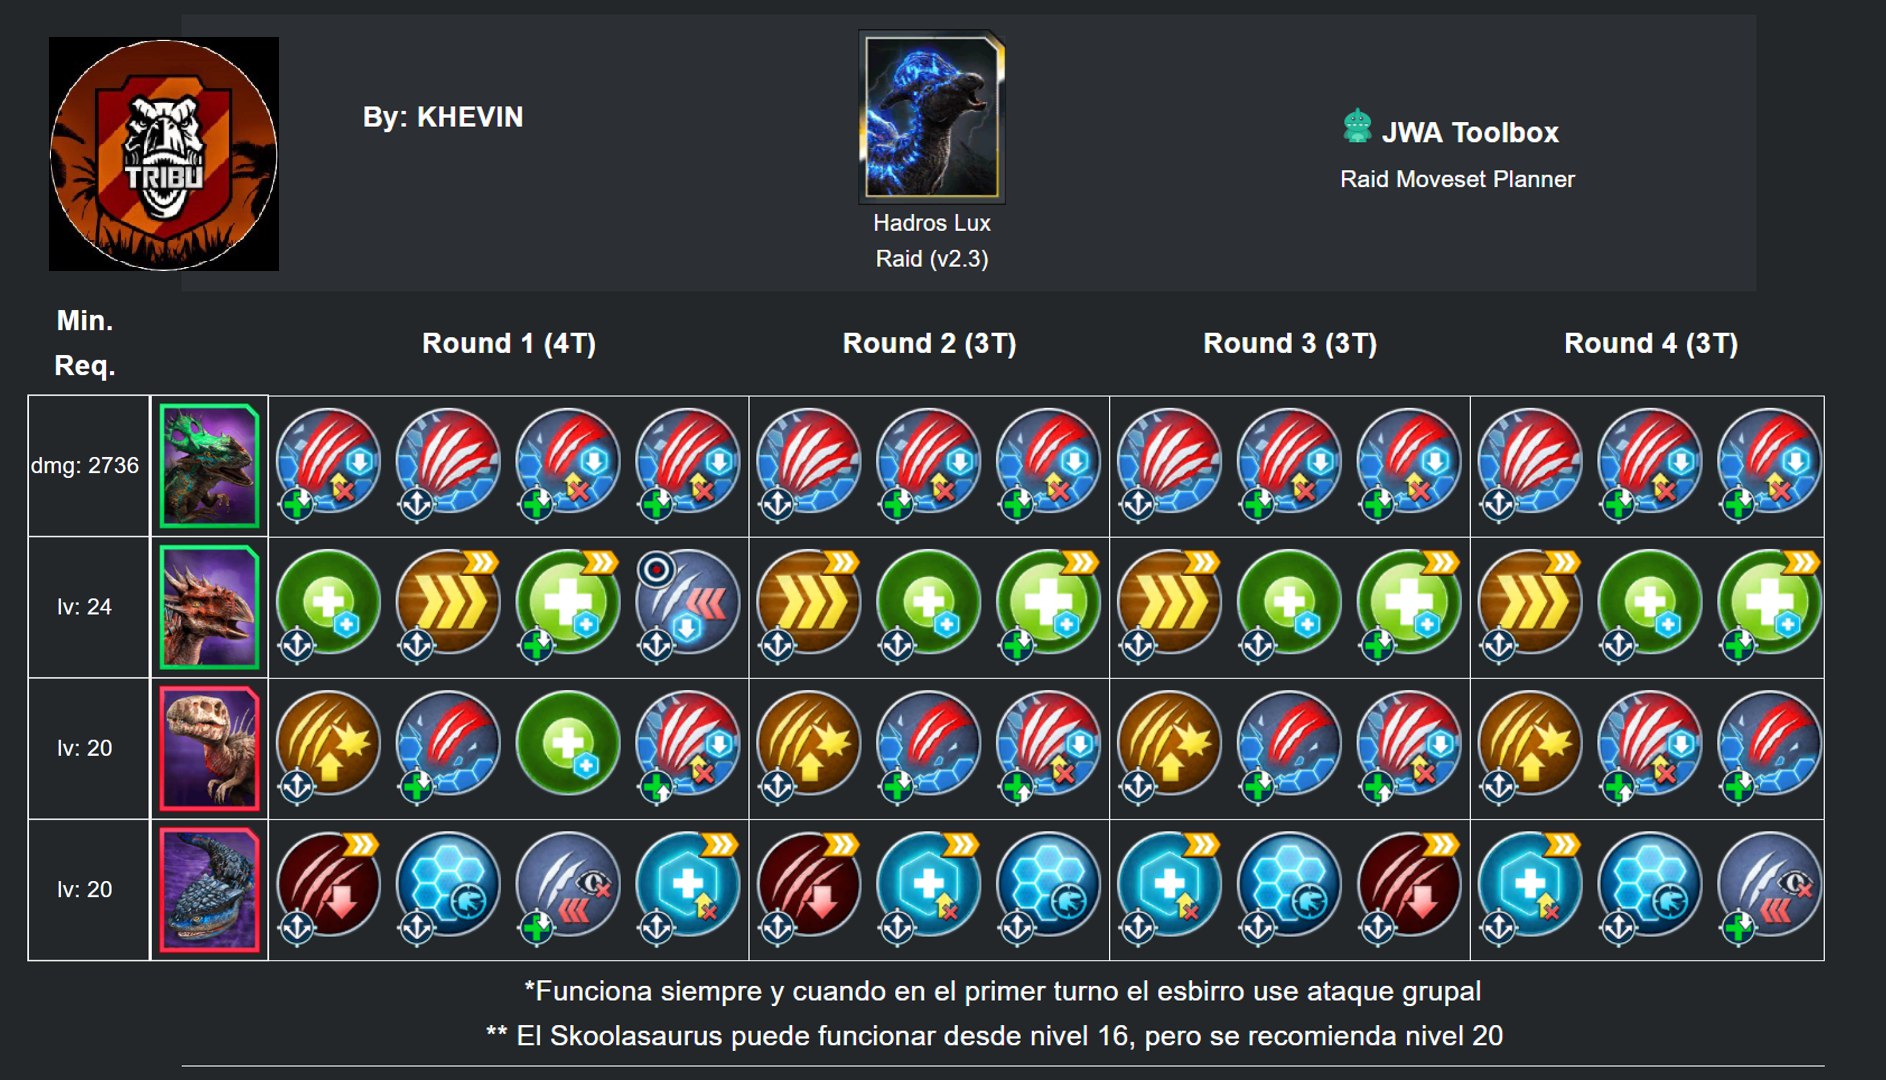 TRIBU
By: KHEVIN
Hadros Lux
Raid (v2.3)
JWA Toolbox
Raid Moveset Planner
Min.
Req.
Round 1 (4T)
Round 2 (3T)
Round 3 (3T)
Round 4 (3T)
dmg: 2736
lv: 24
lv: 20
lv: 20
*Funciona siempre y cuando en el primer turno el esbirro use ataque grupal
** El Skoolasaurus puede funcionar desde nivel 16, pero se recomienda nivel 20